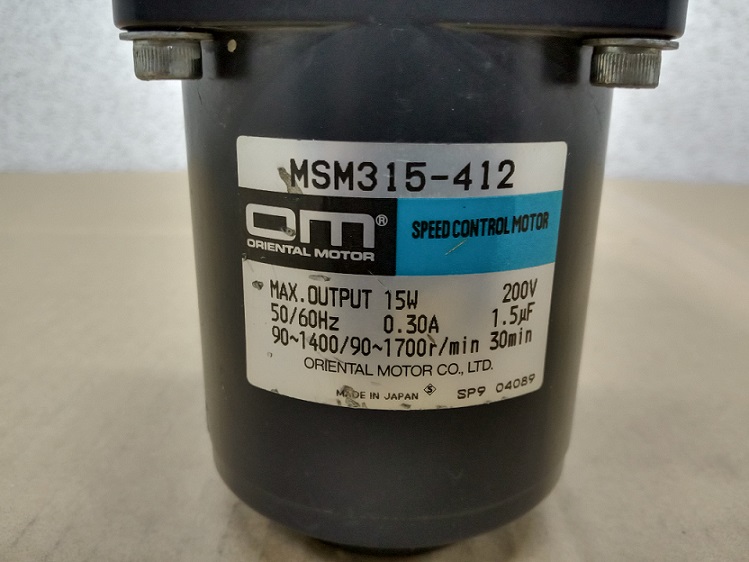 MSM315-412
OM®
ORIENTAL MOTOR
SPEED CONTROL MOTOR
MAX.OUTPUT 15W 200V
50/60Hz 0.30A 1.5µF
90~1400/90~1700r/min 30min
ORIENTAL MOTOR CO., LTD.
MADE IN JAPAN S SP9 04089